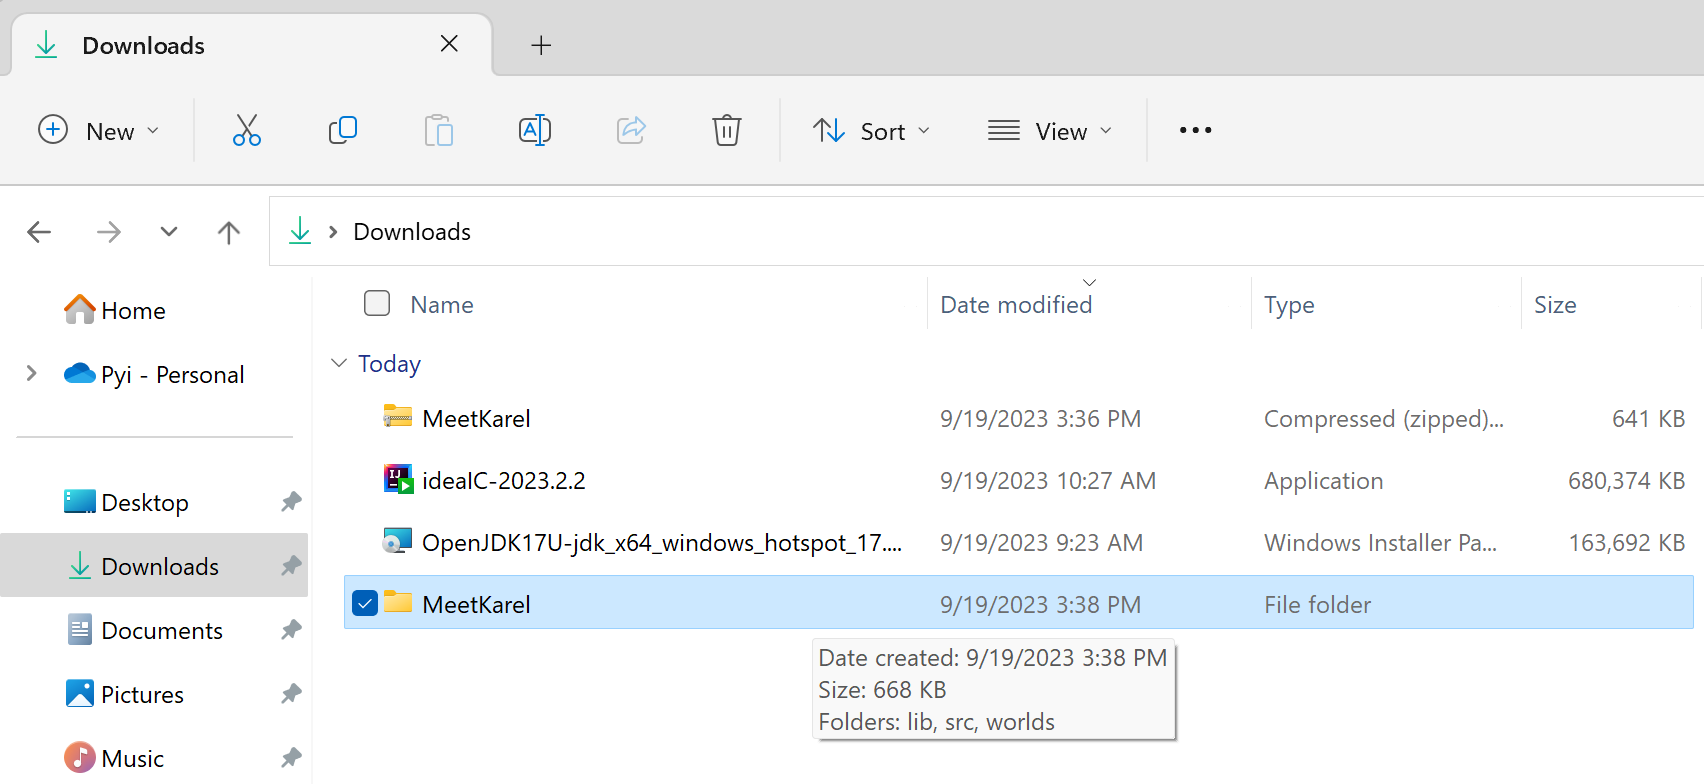 Downloads
New
Sort
View
Downloads
Home
Pyi - Personal
Desktop
Downloads
Documents
Pictures
Music
Name Date modified Type Size
Today
MeetKarel 9/19/2023 3:36 PM Compressed (zipped)... 641 KB
ideaIC-2023.2.2 9/19/2023 10:27 AM Application 680,374 KB
OpenJDK17U-jdk_x64_windows_hotspot_17.... 9/19/2023 9:23 AM Windows Installer Pa... 163,692 KB
MeetKarel 9/19/2023 3:38 PM File folder
Date created: 9/19/2023 3:38 PM
Size: 668 KB
Folders: lib, src, worlds